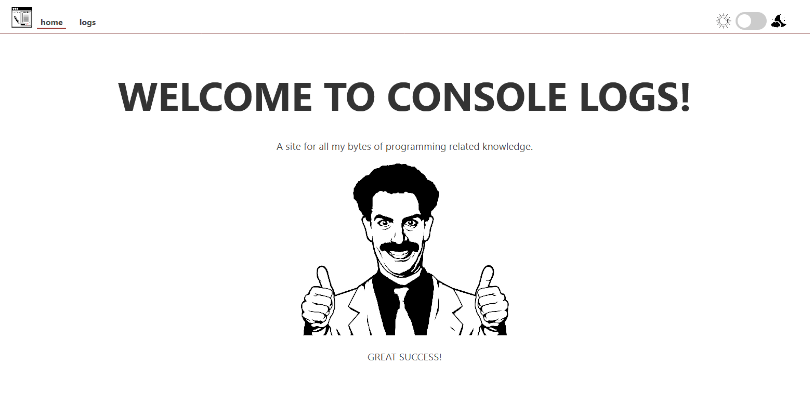 home
logs
WELCOME TO CONSOLE LOGS!
A site for all my bytes of programming related knowledge.
GREAT SUCCESS!